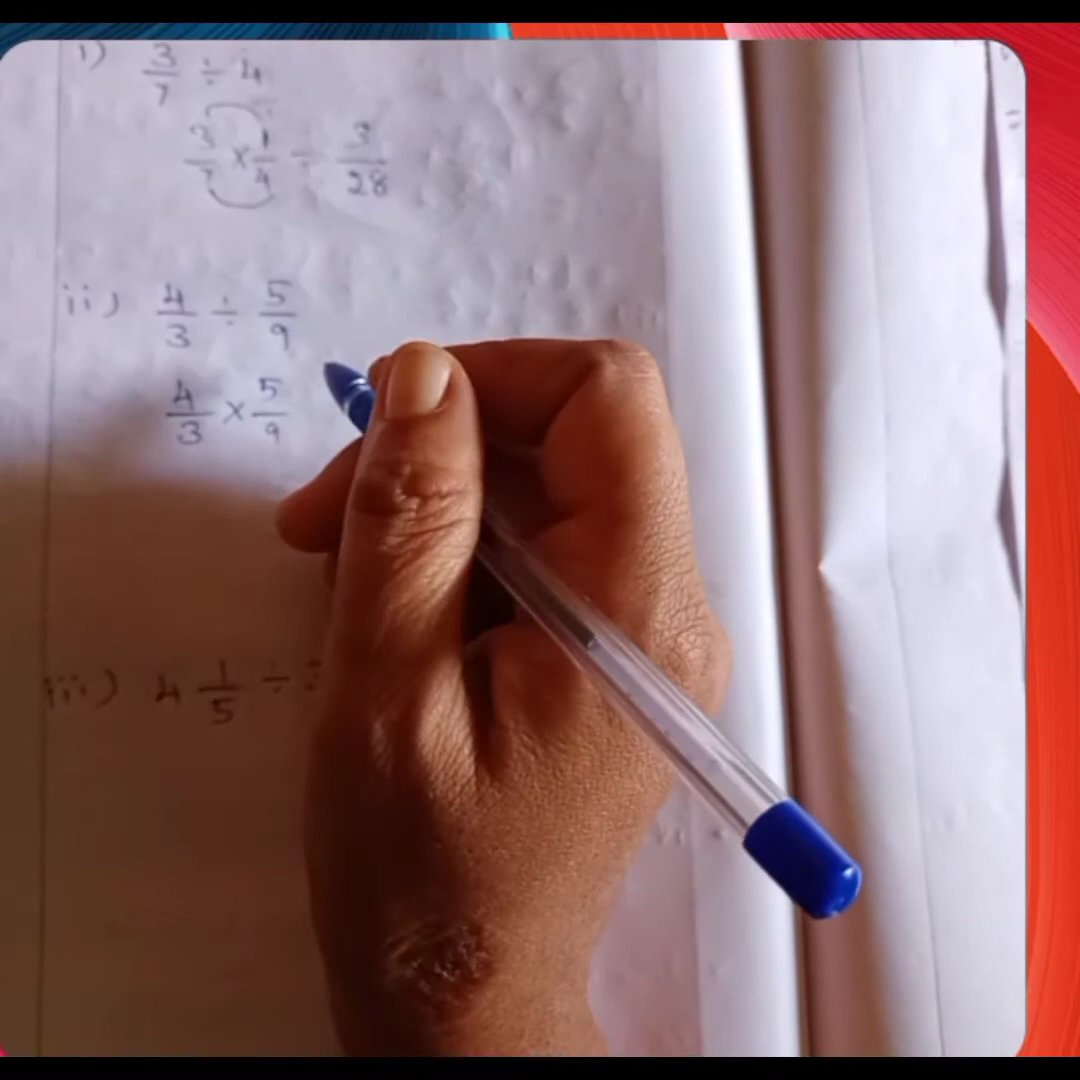 i) 3/7 ÷ 4
3/7 × 1/4 ÷ 3/28
ii) 4/3 ÷ 5/9
4/3 × 5/9
iii) 4 1/5 ÷